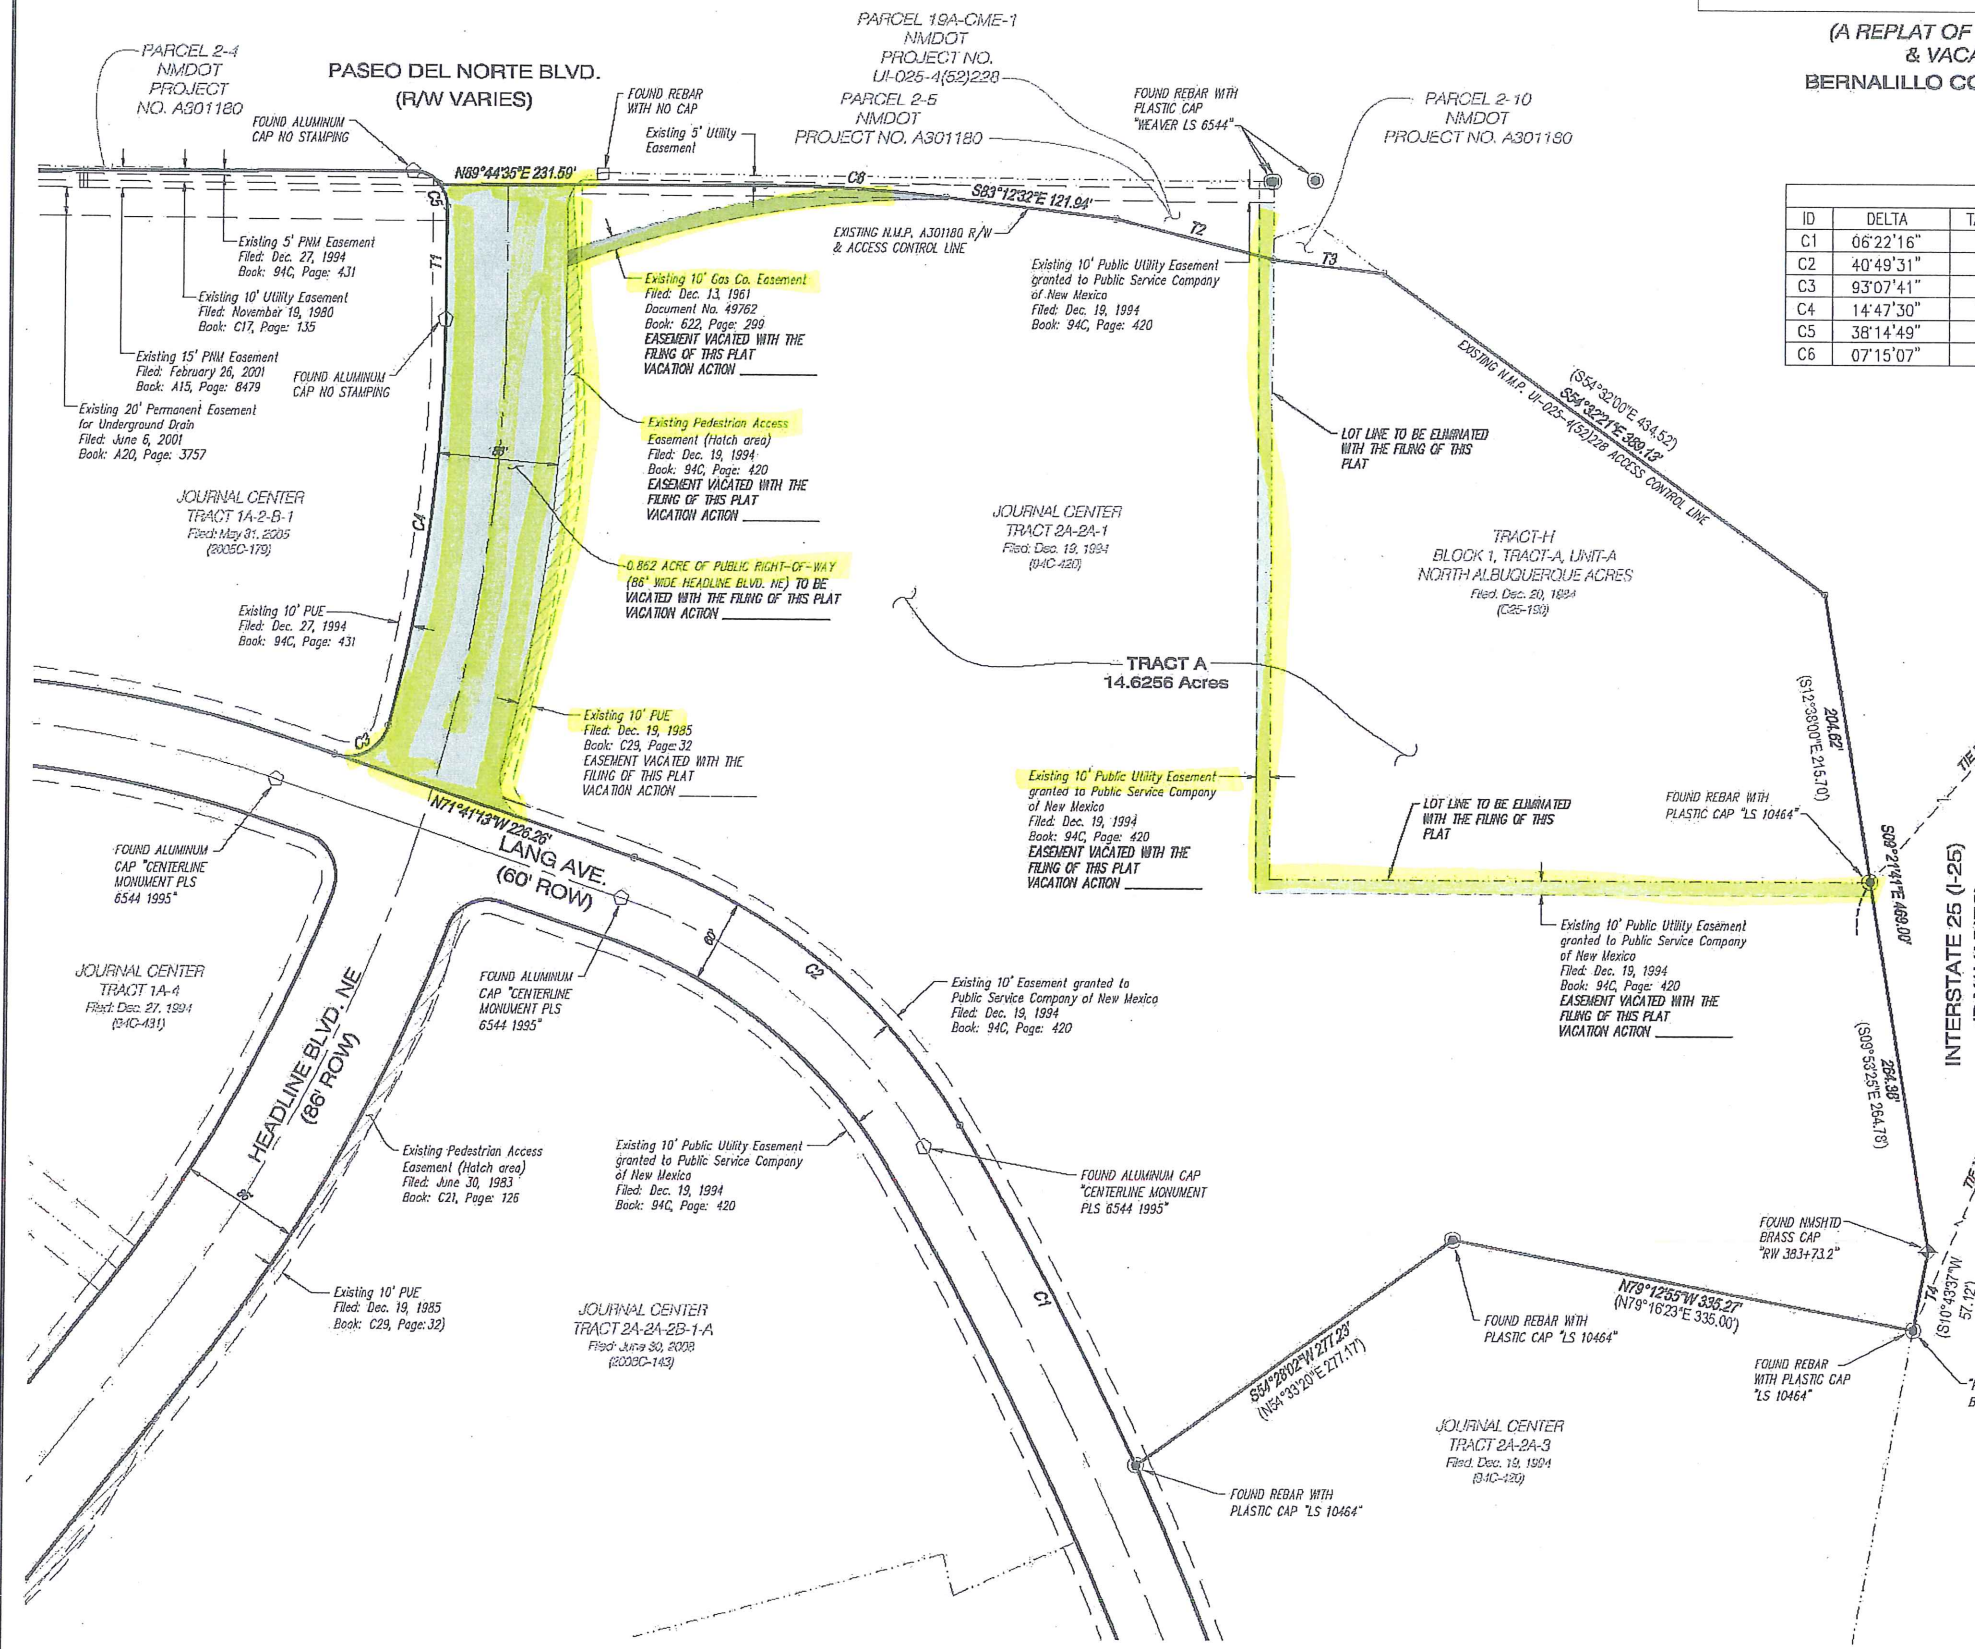 (A REPLAT OF
& VACA
BERNALILLO CO
PARCEL 2-4
NMDOT
PROJECT
NO. A301180
PASEO DEL NORTE BLVD.
(R/W VARIES)
PARCEL 19A-CME-1
NMDOT
PROJECT NO.
UI-025-4(52)228
PARCEL 2-5
NMDOT
PROJECT NO. A301180
PARCEL 2-10
NMDOT
PROJECT NO. A301180
FOUND ALUMINUM
CAP NO STAMPING
FOUND REBAR
WITH NO CAP
Existing 5' Utility
Easement
FOUND REBAR WITH
PLASTIC CAP
"WEAVER LS 6544"
N89°44'35"E 231.59'
C6
S83°12'32"E 121.94'
T2
T3
C5
T1
ID DELTA TA
C1 06°22'16"
C2 40°49'31"
C3 93°07'41"
C4 14°47'30"
C5 38°14'49"
C6 07°15'07"
EXISTING N.M.P. A301180 R/W
& ACCESS CONTROL LINE
Existing 5' PNM Easement
Filed: Dec. 27, 1994
Book: 94C, Page: 431
Existing 10' Utility Easement
Filed: November 19, 1980
Book: C17, Page: 135
Existing 15' PNM Easement
Filed: February 26, 2001
Book: A15, Page: 8479
Existing 20' Permanent Easement
for Underground Drain
Filed: June 6, 2001
Book: A20, Page: 3757
FOUND ALUMINUM
CAP NO STAMPING
Existing 10' Gas Co. Easement
Filed: Dec. 13, 1961
Document No. 49762
Book: 622, Page: 299
EASEMENT VACATED WITH THE
FILING OF THIS PLAT
VACATION ACTION
Existing 10' Public Utility Easement
granted to Public Service Company
of New Mexico
Filed: Dec. 19, 1994
Book: 94C, Page: 420
Existing Pedestrian Access
Easement (Hatch area)
Filed: Dec. 19, 1994
Book: 94C, Page: 420
EASEMENT VACATED WITH THE
FILING OF THIS PLAT
VACATION ACTION
86'
0.862 ACRE OF PUBLIC RIGHT-OF-WAY
(86' WIDE HEADLINE BLVD. NE) TO BE
VACATED WITH THE FILING OF THIS PLAT
VACATION ACTION
JOURNAL CENTER
TRACT 1A-2-B-1
Filed: May 31, 2005
(2005C-179)
C4
Existing 10' PUE
Filed: Dec. 27, 1994
Book: 94C, Page: 431
JOURNAL CENTER
TRACT 2A-2A-1
Filed: Dec. 19, 1994
(94C-420)
LOT LINE TO BE ELIMINATED
WITH THE FILING OF THIS
PLAT
(S54°32'00"E 434.52')
S54°32'21"E 389.13'
EXISTING N.M.P. UI-025-4(52)228 ACCESS CONTROL LINE
TRACT-H
BLOCK 1, TRACT-A, UNIT-A
NORTH ALBUQUERQUE ACRES
Filed: Dec. 20, 1984
(C25-190)
TRACT A
14.6256 Acres
Existing 10' PUE
Filed: Dec. 19, 1985
Book: C29, Page: 32
EASEMENT VACATED WITH THE
FILING OF THIS PLAT
VACATION ACTION
C3
N71°41'13"W 226.26'
LANG AVE.
(60' ROW)
Existing 10' Public Utility Easement
granted to Public Service Company
of New Mexico
Filed: Dec. 19, 1994
Book: 94C, Page: 420
EASEMENT VACATED WITH THE
FILING OF THIS PLAT
VACATION ACTION
LOT LINE TO BE ELIMINATED
WITH THE FILING OF THIS
PLAT
FOUND REBAR WITH
PLASTIC CAP "LS 10464"
204.62'
(S12°38'00"E 215.70')
S09°21'41"E 469.00'
TIE
INTERSTATE 25 (I-25)
264.38'
(S09°53'25"E 264.78')
Existing 10' Public Utility Easement
granted to Public Service Company
of New Mexico
Filed: Dec. 19, 1994
Book: 94C, Page: 420
EASEMENT VACATED WITH THE
FILING OF THIS PLAT
VACATION ACTION
FOUND ALUMINUM
CAP "CENTERLINE
MONUMENT PLS
6544 1995"
60'
C2
JOURNAL CENTER
TRACT 1A-4
Filed: Dec. 27, 1994
(94C-431)
FOUND ALUMINUM
CAP "CENTERLINE
MONUMENT PLS
6544 1995"
Existing 10' Easement granted to
Public Service Company of New Mexico
Filed: Dec. 19, 1994
Book: 94C, Page: 420
HEADLINE BLVD. NE
(86' ROW)
86'
Existing Pedestrian Access
Easement (Hatch area)
Filed: June 30, 1983
Book: C21, Page: 126
Existing 10' Public Utility Easement
granted to Public Service Company
of New Mexico
Filed: Dec. 19, 1994
Book: 94C, Page: 420
FOUND ALUMINUM CAP
"CENTERLINE MONUMENT
PLS 6544 1995"
FOUND NMSHTD
BRASS CAP
"RW 383+73.2"
TIE
T4
(S10°43'37"W
57.12')
Existing 10' PUE
Filed: Dec. 19, 1985
Book: C29, Page: 32)
JOURNAL CENTER
TRACT 2A-2A-2B-1-A
Filed: June 30, 2008
(2008C-143)
C1
N79°12'55"W 335.27'
(N79°16'23"E 335.00')
FOUND REBAR WITH
PLASTIC CAP "LS 10464"
S54°28'02"W 277.23'
(N54°33'20"E 277.17')
FOUND REBAR
WITH PLASTIC CAP
"LS 10464"
JOURNAL CENTER
TRACT 2A-2A-3
Filed: Dec. 19, 1994
(94C-420)
FOUND REBAR WITH
PLASTIC CAP "LS 10464"